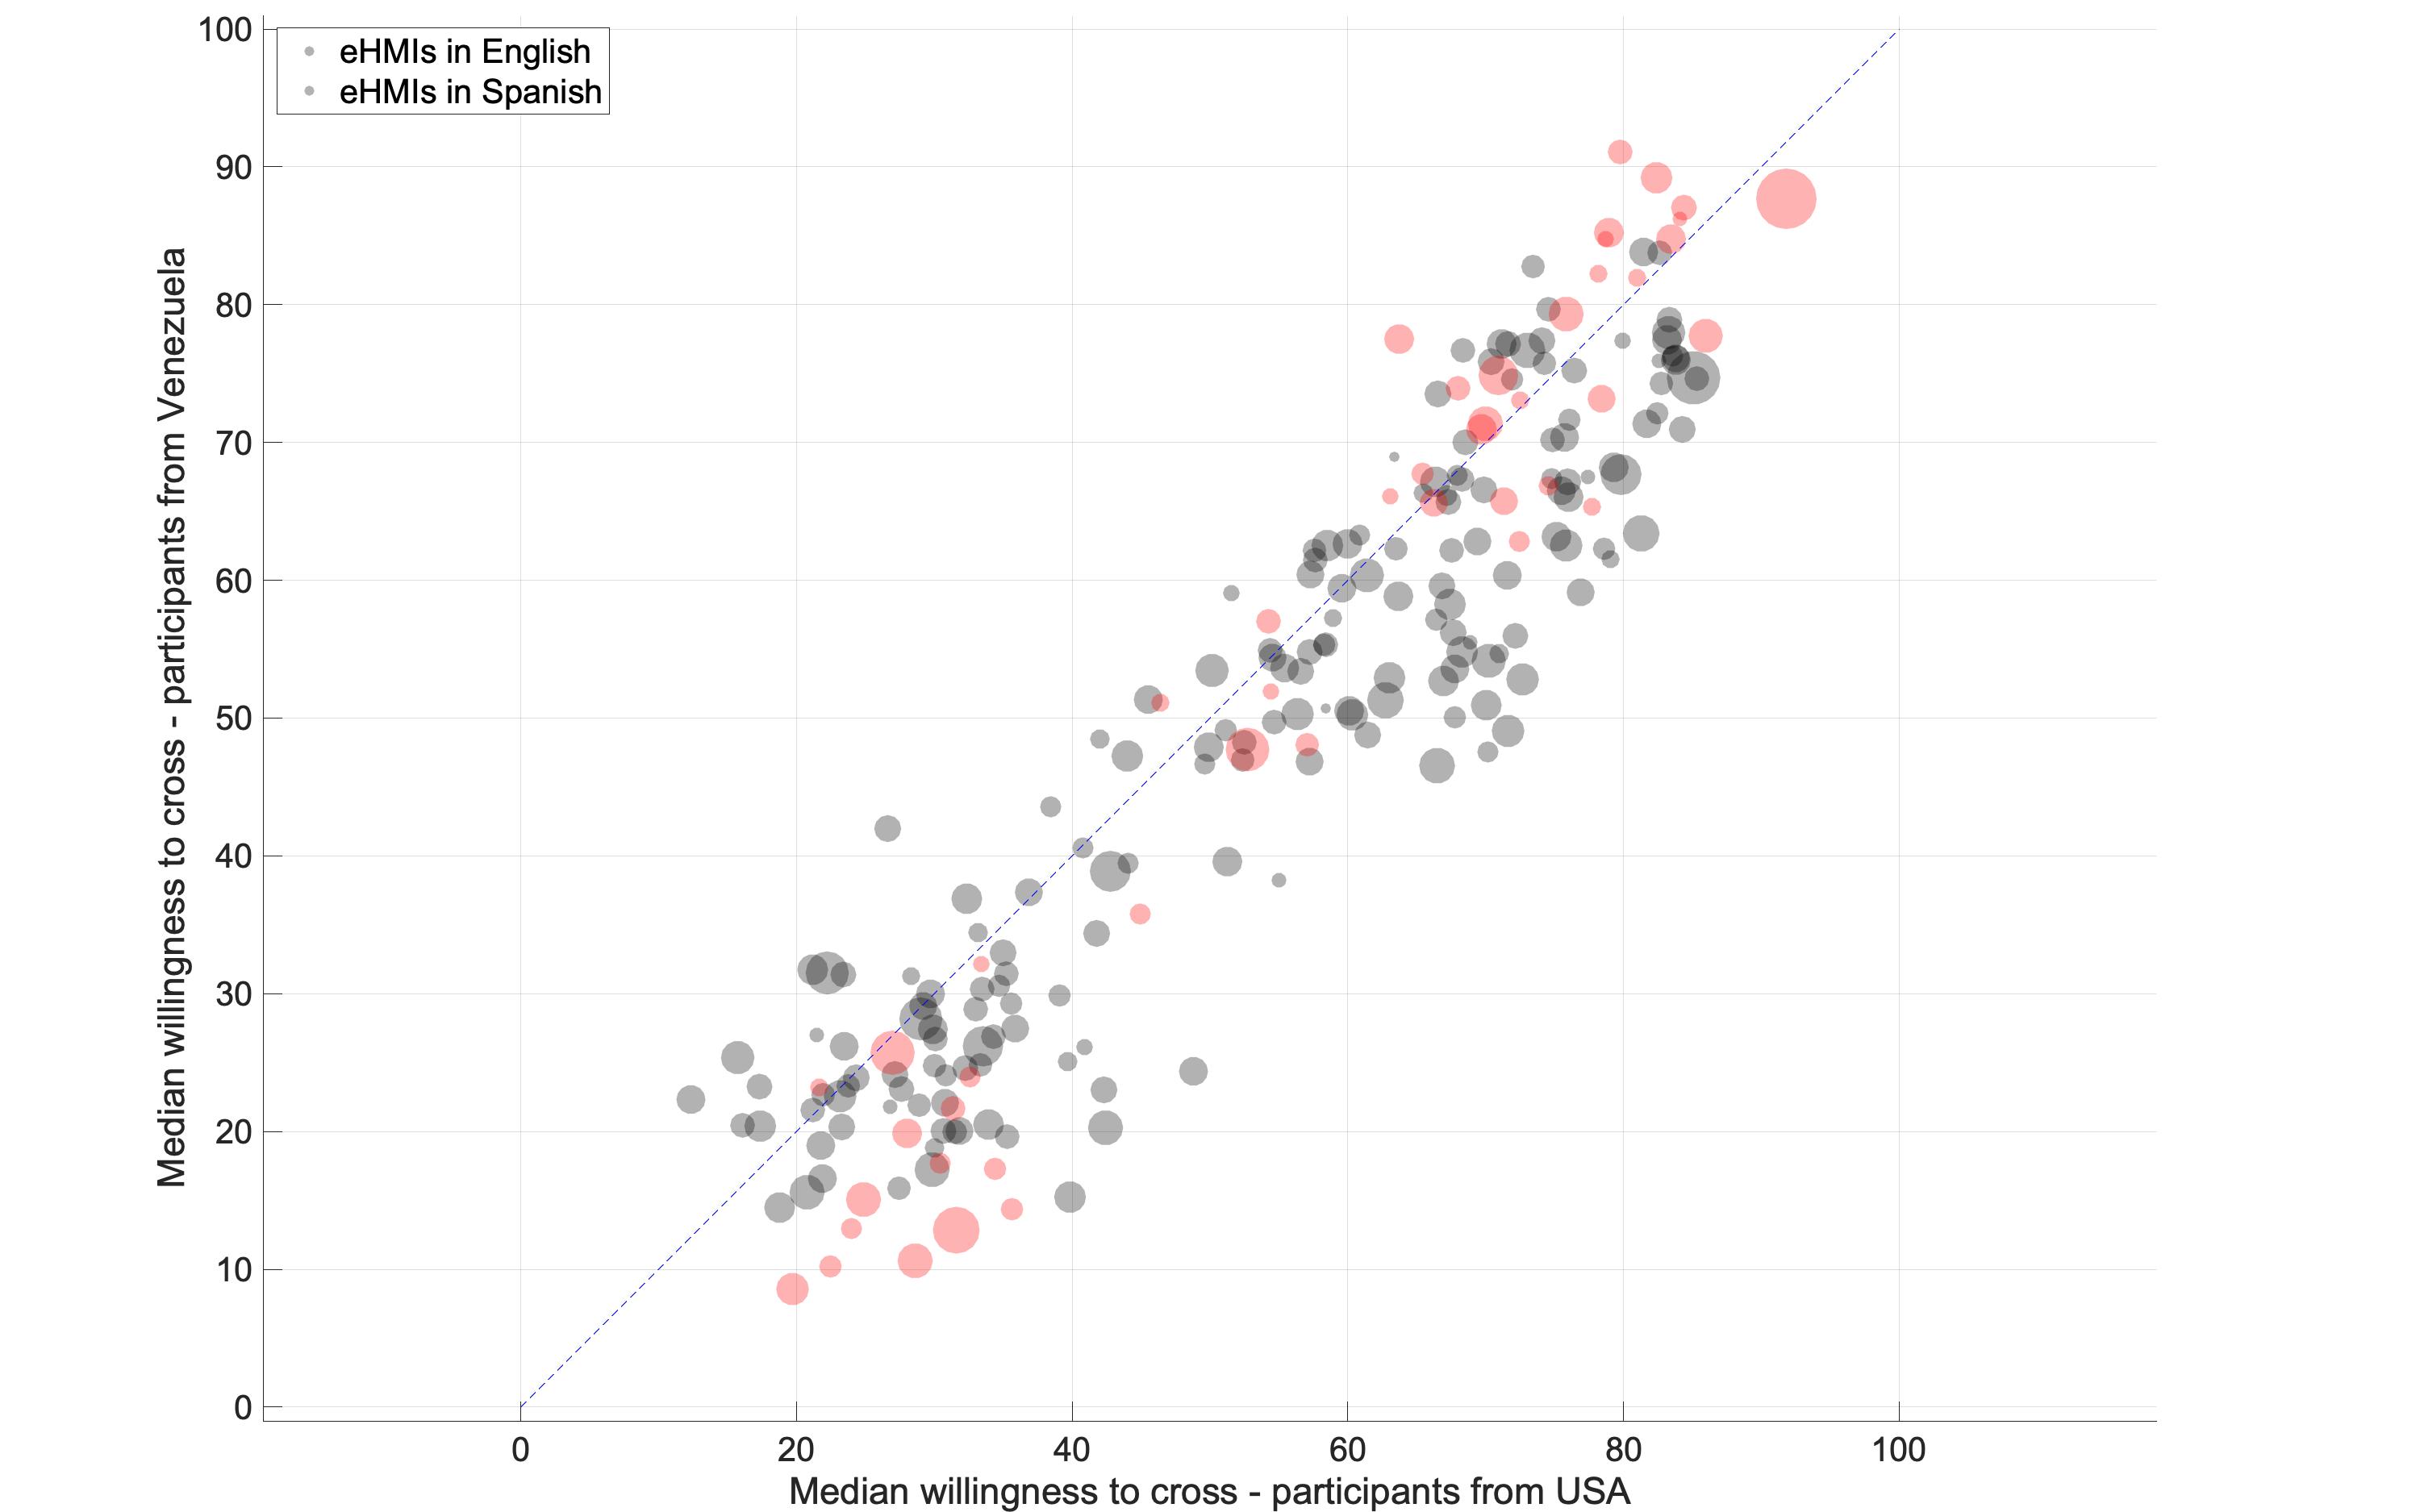 100
90
80
70
60
50
40
30
20
10
0
eHMIs in English
eHMIs in Spanish
Median willingness to cross - participants from Venezuela
0 20 40 60 80 100
Median willingness to cross - participants from USA